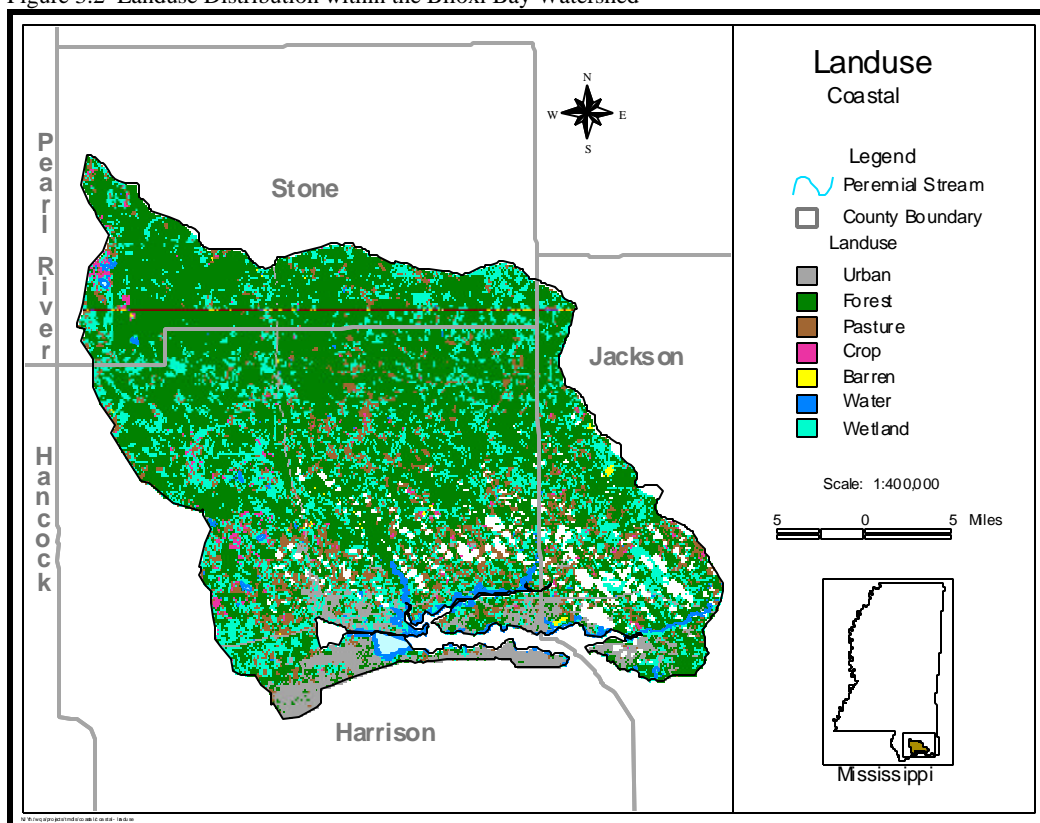 Figure 3.2 Landuse Distribution within the Biloxi Bay Watershed
Landuse
Coastal
N
W
E
S
Pearl River
Stone
Legend
Perennial Stream
County Boundary
Landuse
Urban
Forest
Pasture
Crop
Barren
Water
Wetland
Jackson
Hancock
Scale: 1:400,000
5 0 5 Miles
Harrison
Mississippi